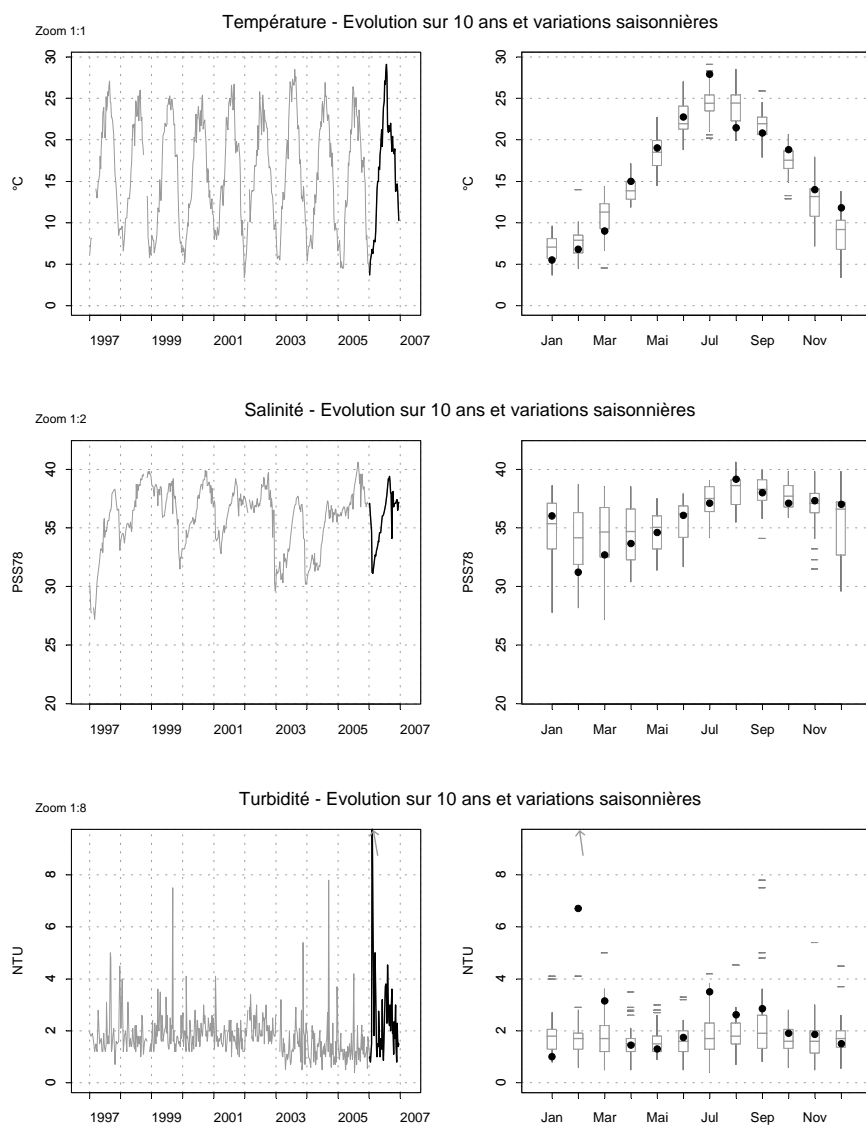 Température - Evolution sur 10 ans et variations saisonnières
Zoom 1:1
30
25
20
15
10
5
0
°C
1997 1999 2001 2003 2005 2007
30
25
20
15
10
5
0
°C
Jan Mar Mai Jul Sep Nov
Salinité - Evolution sur 10 ans et variations saisonnières
Zoom 1:2
40
35
30
25
20
PSS78
1997 1999 2001 2003 2005 2007
40
35
30
25
20
PSS78
Jan Mar Mai Jul Sep Nov
Turbidité - Evolution sur 10 ans et variations saisonnières
Zoom 1:8
8
6
4
2
0
NTU
1997 1999 2001 2003 2005 2007
8
6
4
2
0
NTU
Jan Mar Mai Jul Sep Nov